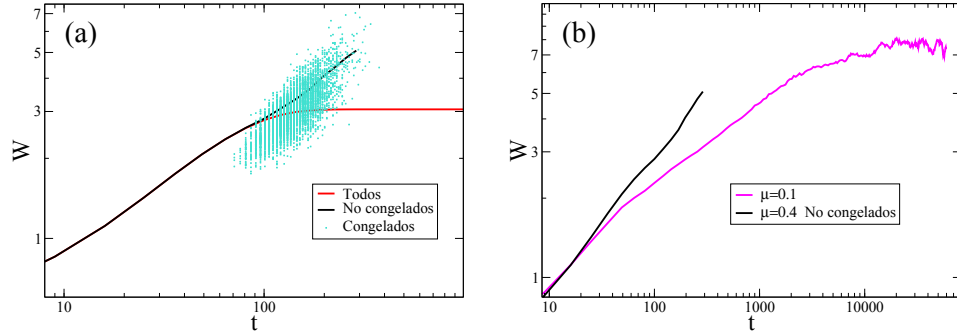 (a)
7
5
3
1
W
10
100
t
Todos
No congelados
Congelados
(b)
7
5
3
1
W
10
100
1000
10000
t
μ=0.1
μ=0.4 No congelados